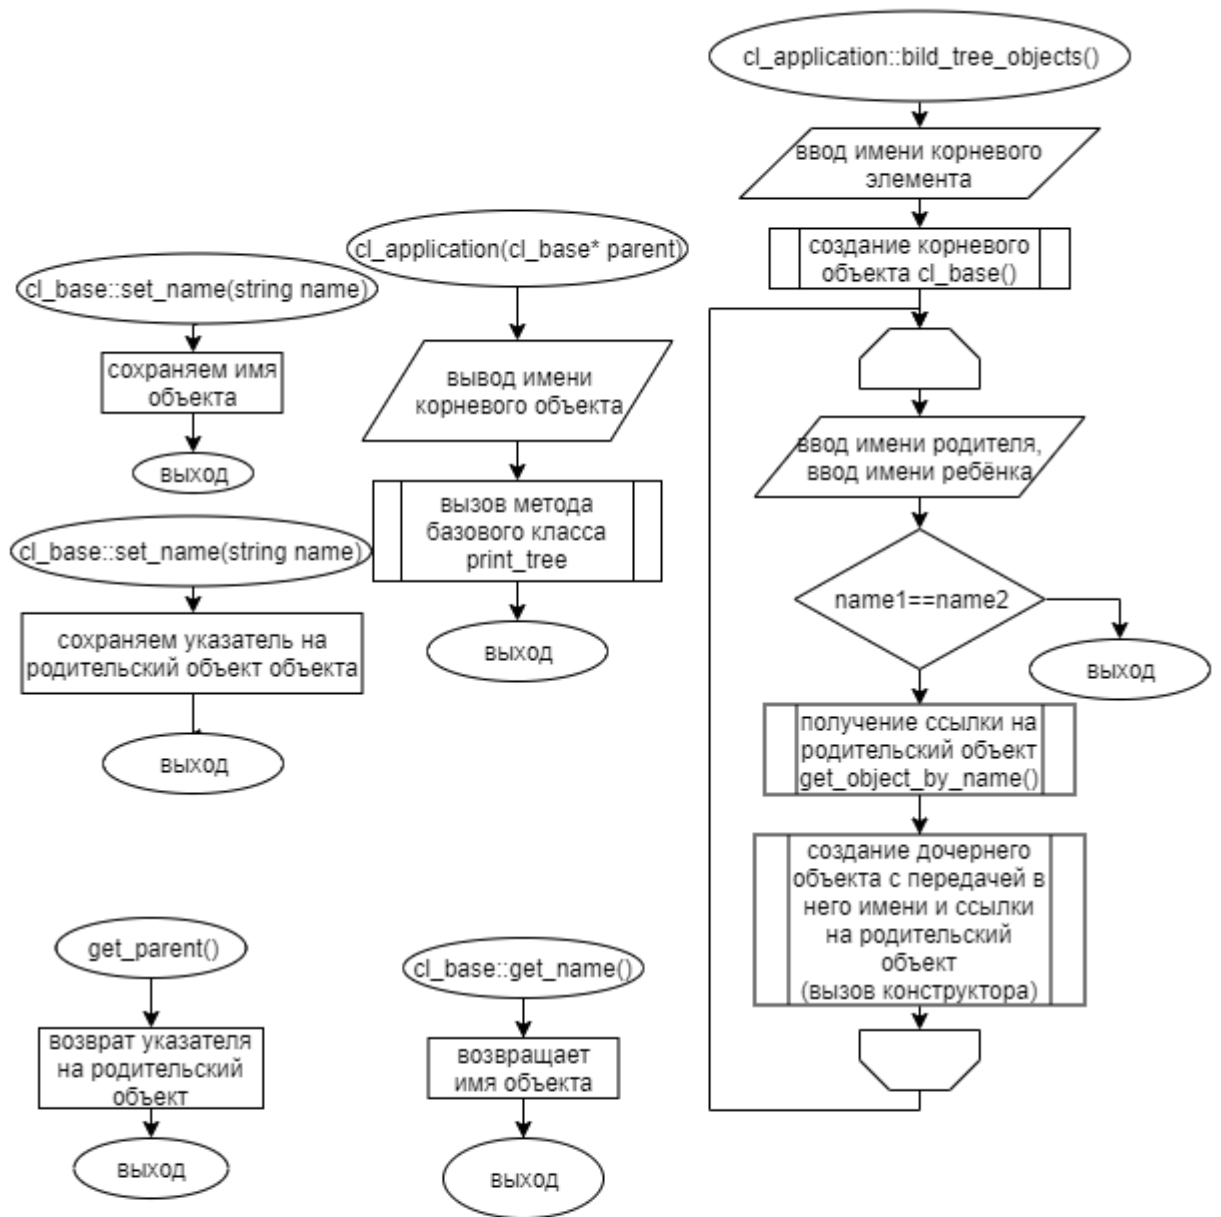 cl_application::bild_tree_objects()
ввод имени корневого
элемента
создание корневого
объекта cl_base()
ввод имени родителя,
ввод имени ребёнка
name1==name2
выход
получение ссылки на
родительский объект
get_object_by_name()
создание дочернего
объекта с передачей в
него имени и ссылки
на родительский
объект
(вызов конструктора)
cl_application(cl_base* parent)
вывод имени
корневого объекта
вызов метода
базового класса
print_tree
выход
cl_base::set_name(string name)
сохраняем имя
объекта
выход
cl_base::set_name(string name)
сохраняем указатель на
родительский объект объекта
выход
get_parent()
возврат указателя
на родительский
объект
выход
cl_base::get_name()
возвращает
имя объекта
выход